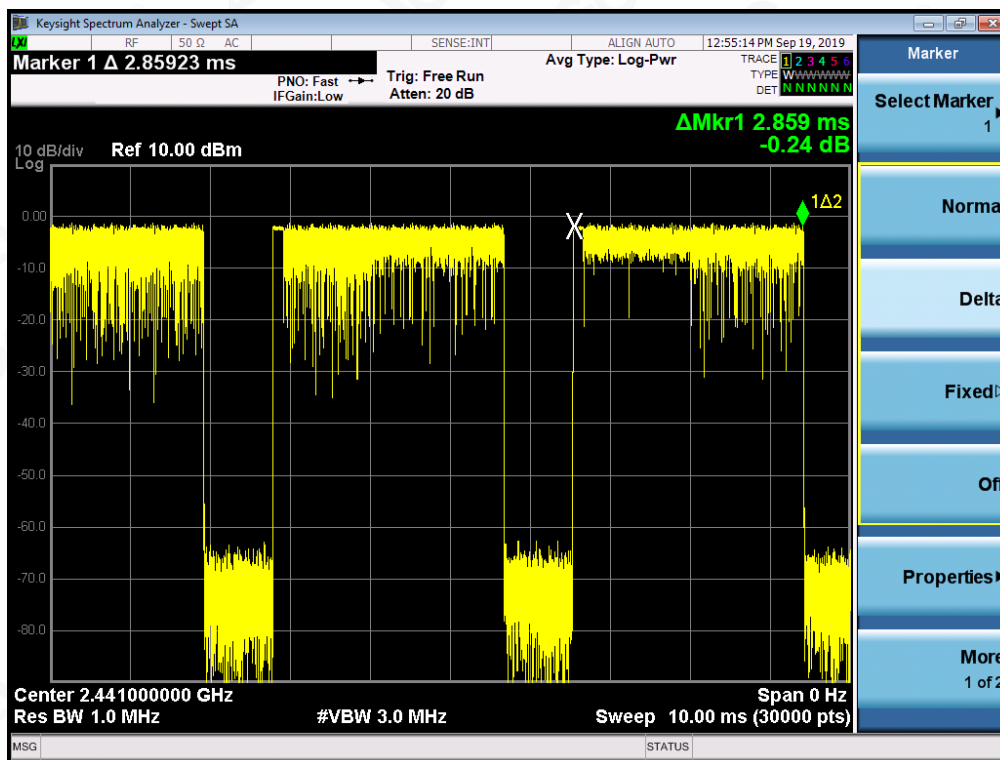 Keysight Spectrum Analyzer - Swept SA
LXI RF 50 Ω AC SENSE:INT ALIGN AUTO 12:55:14 PM Sep 19, 2019
Marker 1 Δ 2.85923 ms
PNO: Fast
IFGain:Low
Trig: Free Run
Atten: 20 dB
Avg Type: Log-Pwr
TRACE 1 2 3 4 5 6
TYPE WWWWWW
DET N N N N N N
ΔMkr1 2.859 ms
-0.24 dB
10 dB/div Ref 10.00 dBm
Log
1Δ2
0.00
-10.0
-20.0
-30.0
-40.0
-50.0
-60.0
-70.0
-80.0
X
Center 2.441000000 GHz Span 0 Hz
Res BW 1.0 MHz #VBW 3.0 MHz Sweep 10.00 ms (30000 pts)
MSG STATUS
Marker
Select Marker
1
Norma
Delta
Fixed
Off
Properties
More
1 of 2